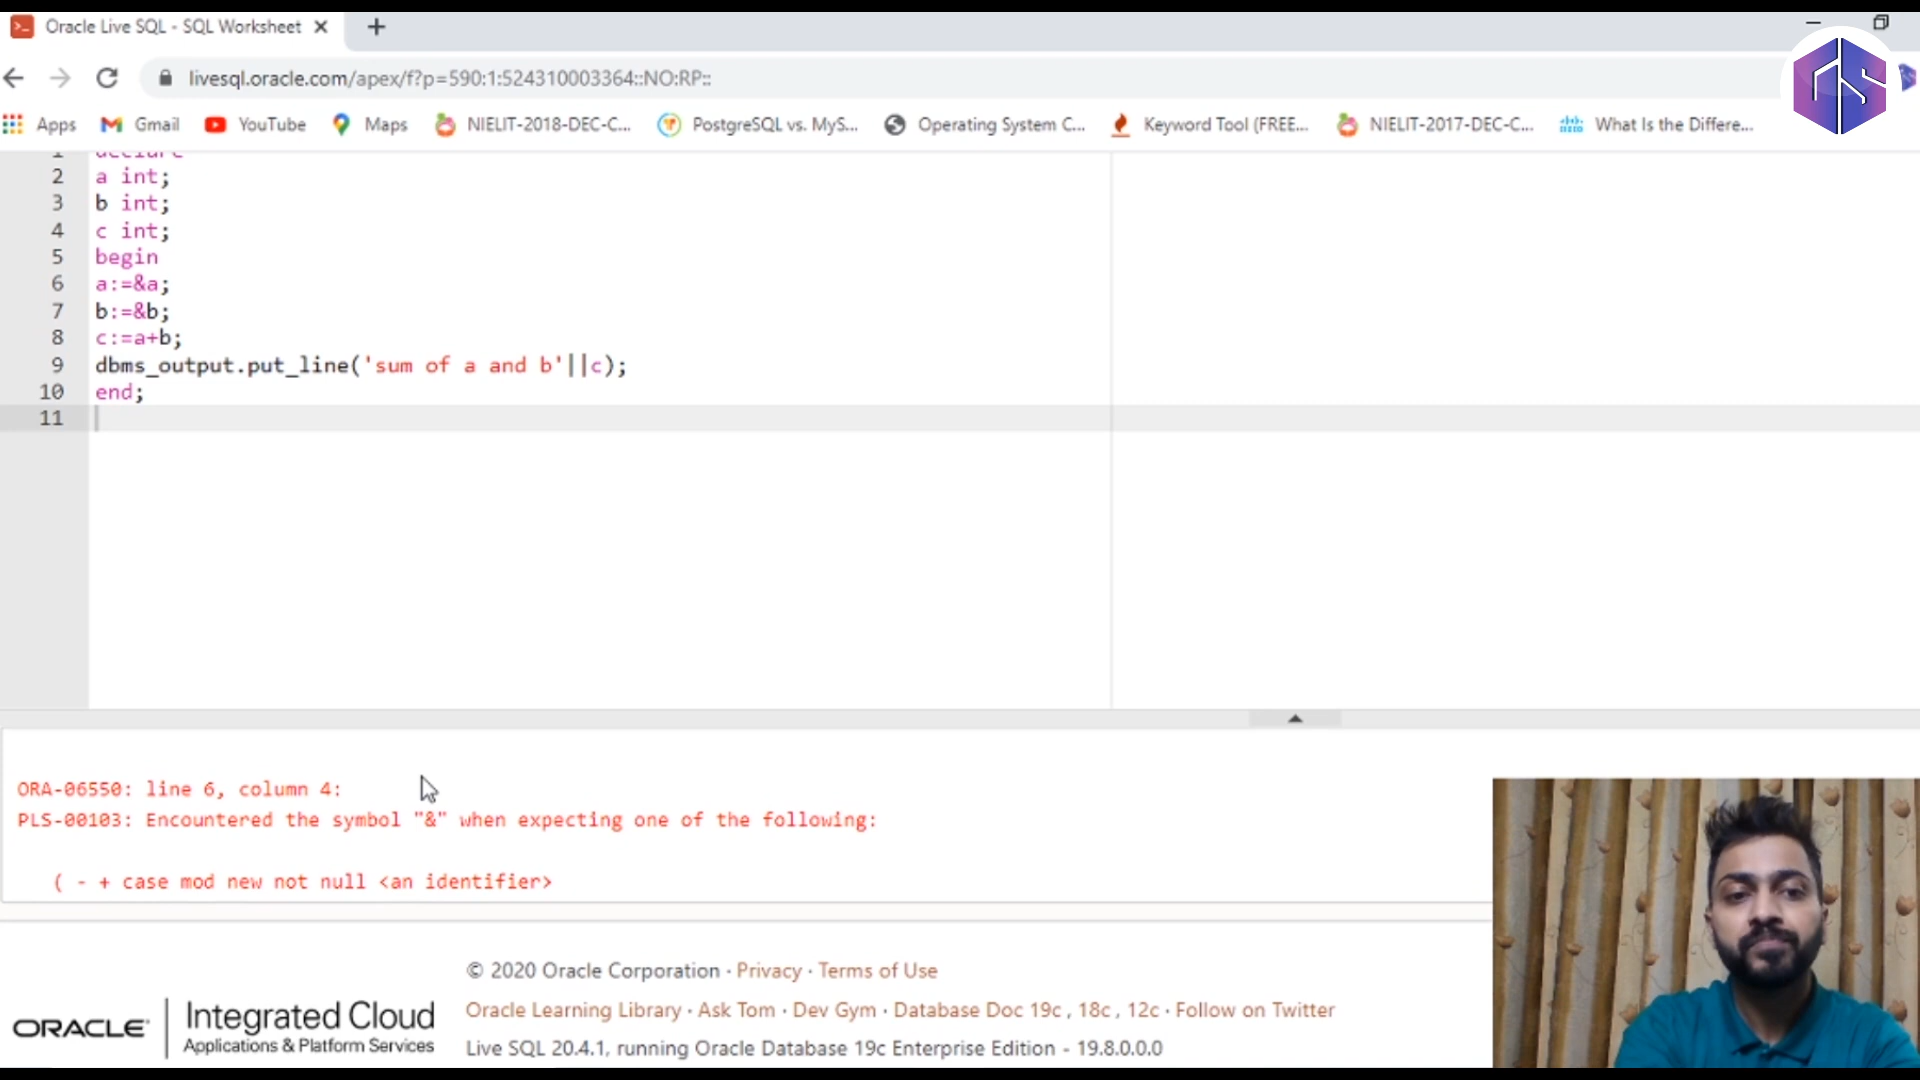 Oracle Live SQL - SQL Worksheet
livesql.oracle.com/apex/f?p=590:1:524310003364::NO:RP::
Apps Gmail YouTube Maps NIELIT-2018-DEC-C... PostgreSQL vs. MyS... Operating System C... Keyword Tool (FREE... NIELIT-2017-DEC-C... What Is the Differe...
1 declare
2 a int;
3 b int;
4 c int;
5 begin
6 a:=&a;
7 b:=&b;
8 c:=a+b;
9 dbms_output.put_line('sum of a and b'||c);
10 end;
11
ORA-06550: line 6, column 4:
PLS-00103: Encountered the symbol "&" when expecting one of the following:
( - + case mod new not null <an identifier>
© 2020 Oracle Corporation · Privacy · Terms of Use
ORACLE Integrated Cloud
Applications & Platform Services
Oracle Learning Library · Ask Tom · Dev Gym · Database Doc 19c, 18c, 12c · Follow on Twitter
Live SQL 20.4.1, running Oracle Database 19c Enterprise Edition - 19.8.0.0.0